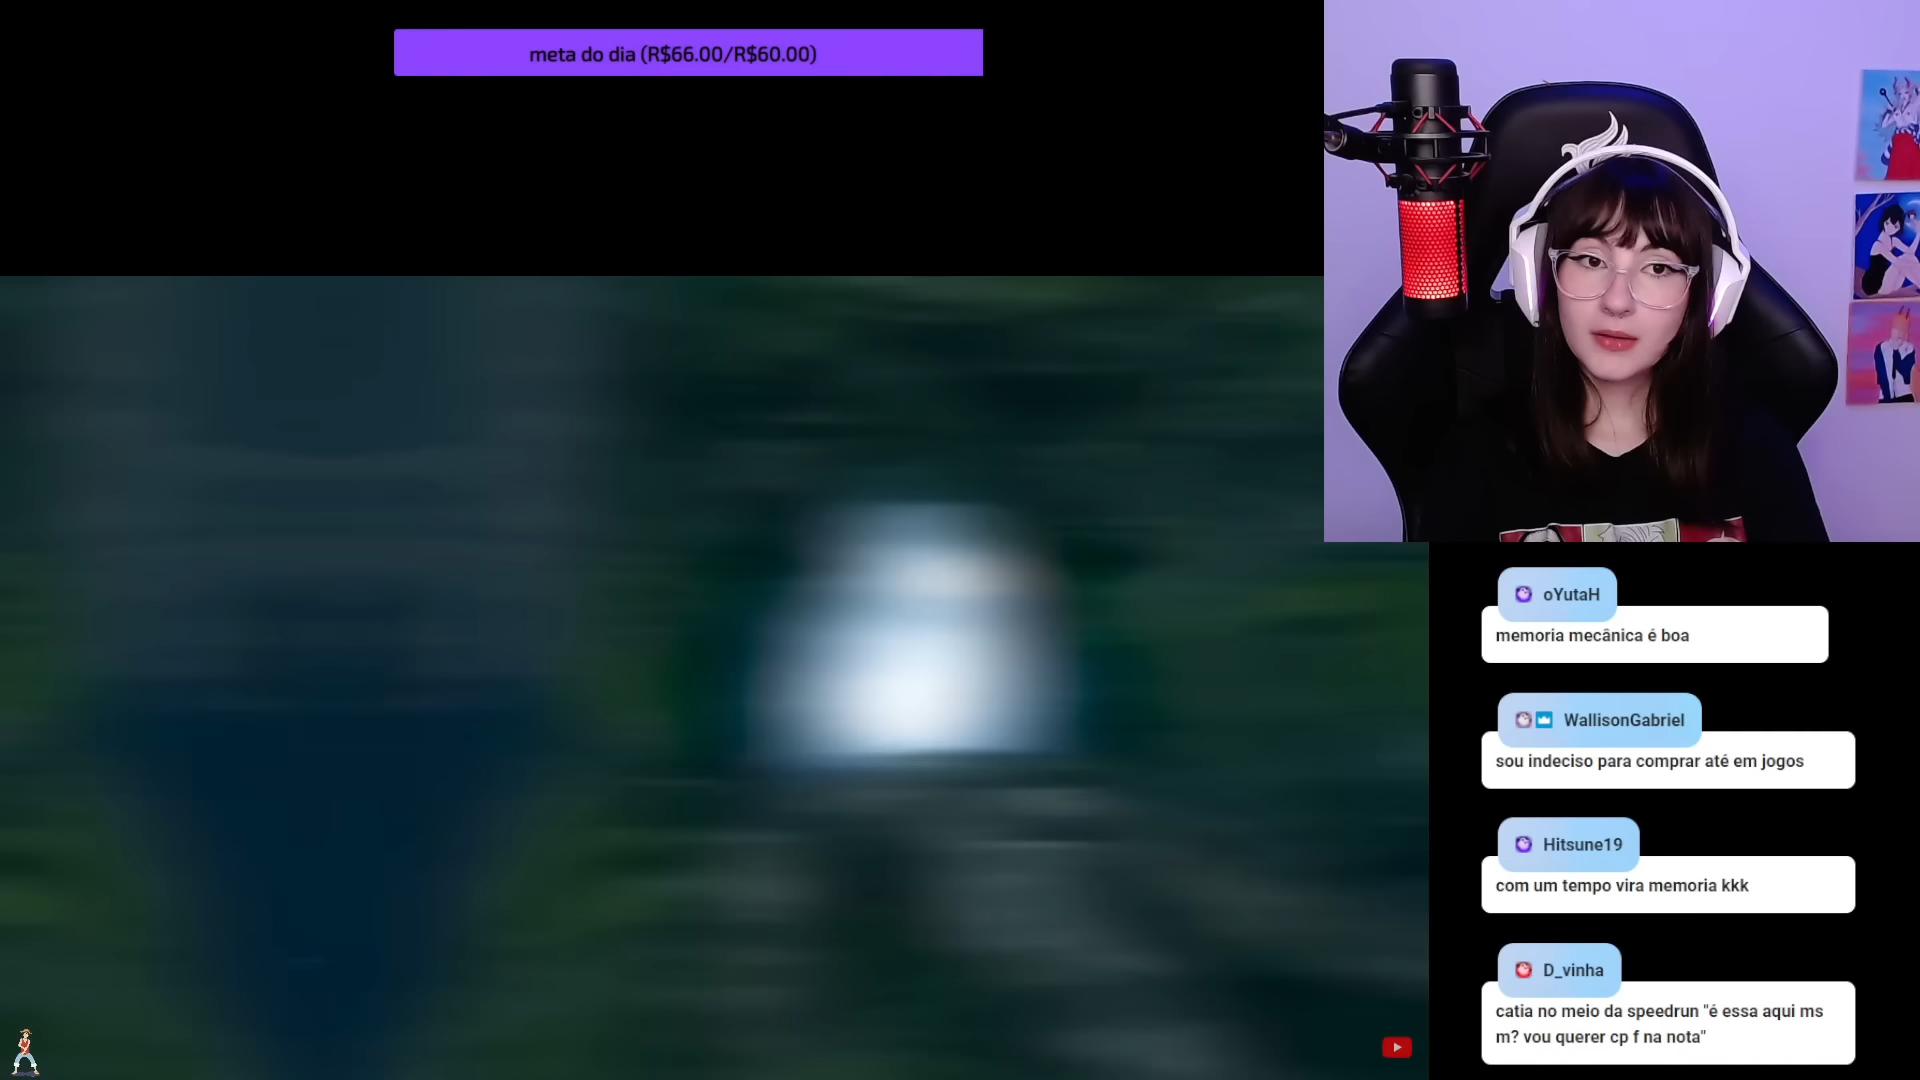 meta do dia (R$66.00/R$60.00)
oYutaH
memoria mecânica é boa
WallisonGabriel
sou indeciso para comprar até em jogos
Hitsune19
com um tempo vira memoria kkk
D_vinha
catia no meio da speedrun "é essa aqui ms
m? vou querer cp f na nota"